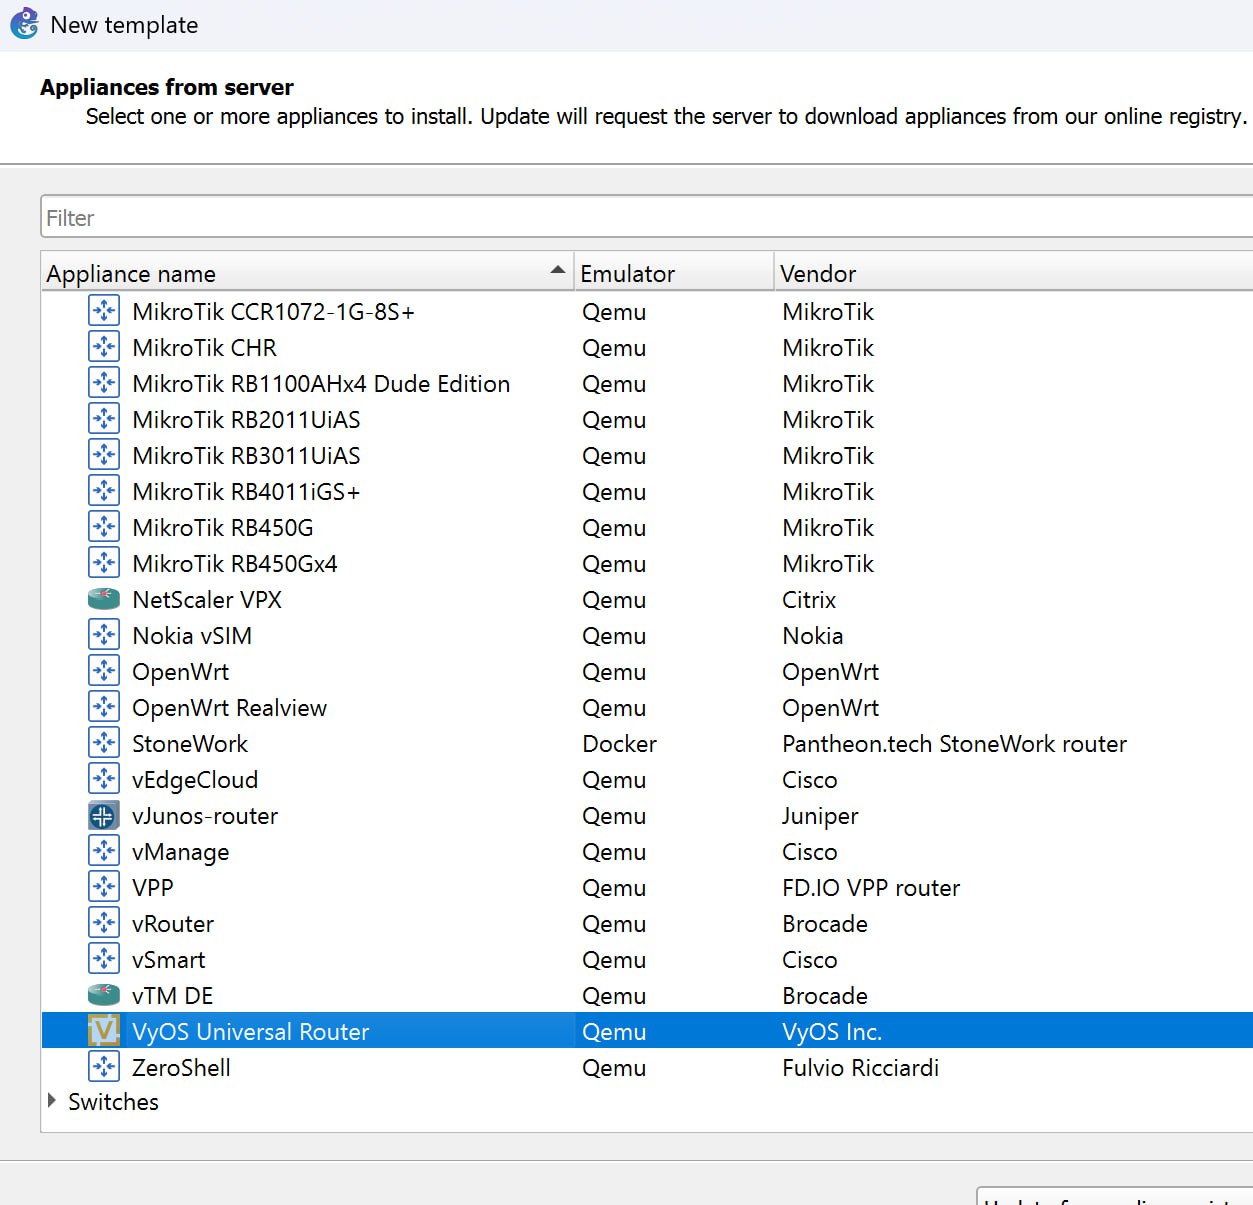 New template
Appliances from server
Select one or more appliances to install. Update will request the server to download appliances from our online registry.
Filter
Appliance name Emulator Vendor
MikroTik CCR1072-1G-8S+ Qemu MikroTik
MikroTik CHR Qemu MikroTik
MikroTik RB1100AHx4 Dude Edition Qemu MikroTik
MikroTik RB2011UiAS Qemu MikroTik
MikroTik RB3011UiAS Qemu MikroTik
MikroTik RB4011iGS+ Qemu MikroTik
MikroTik RB450G Qemu MikroTik
MikroTik RB450Gx4 Qemu MikroTik
NetScaler VPX Qemu Citrix
Nokia vSIM Qemu Nokia
OpenWrt Qemu OpenWrt
OpenWrt Realview Qemu OpenWrt
StoneWork Docker Pantheon.tech StoneWork router
vEdgeCloud Qemu Cisco
vJunos-router Qemu Juniper
vManage Qemu Cisco
VPP Qemu FD.IO VPP router
vRouter Qemu Brocade
vSmart Qemu Cisco
vTM DE Qemu Brocade
VyOS Universal Router Qemu VyOS Inc.
ZeroShell Qemu Fulvio Ricciardi
Switches